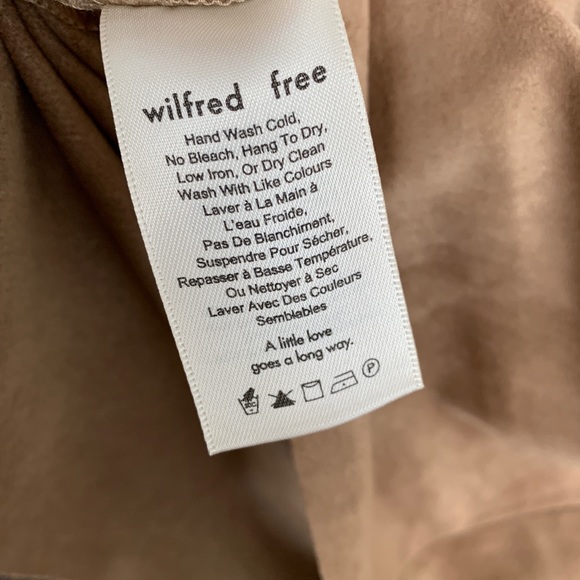 wilfred free
Hand Wash Cold,
No Bleach, Hang To Dry,
Low Iron, Or Dry Clean
Wash With Like Colours
Laver à La Main à
L'eau Froide,
Pas De Blanchiment,
Suspendre Pour Sécher,
Repasser à Basse Température,
Ou Nettoyer à Sec
Laver Avec Des Couleurs
Semblables
A little love
goes a long way.
P